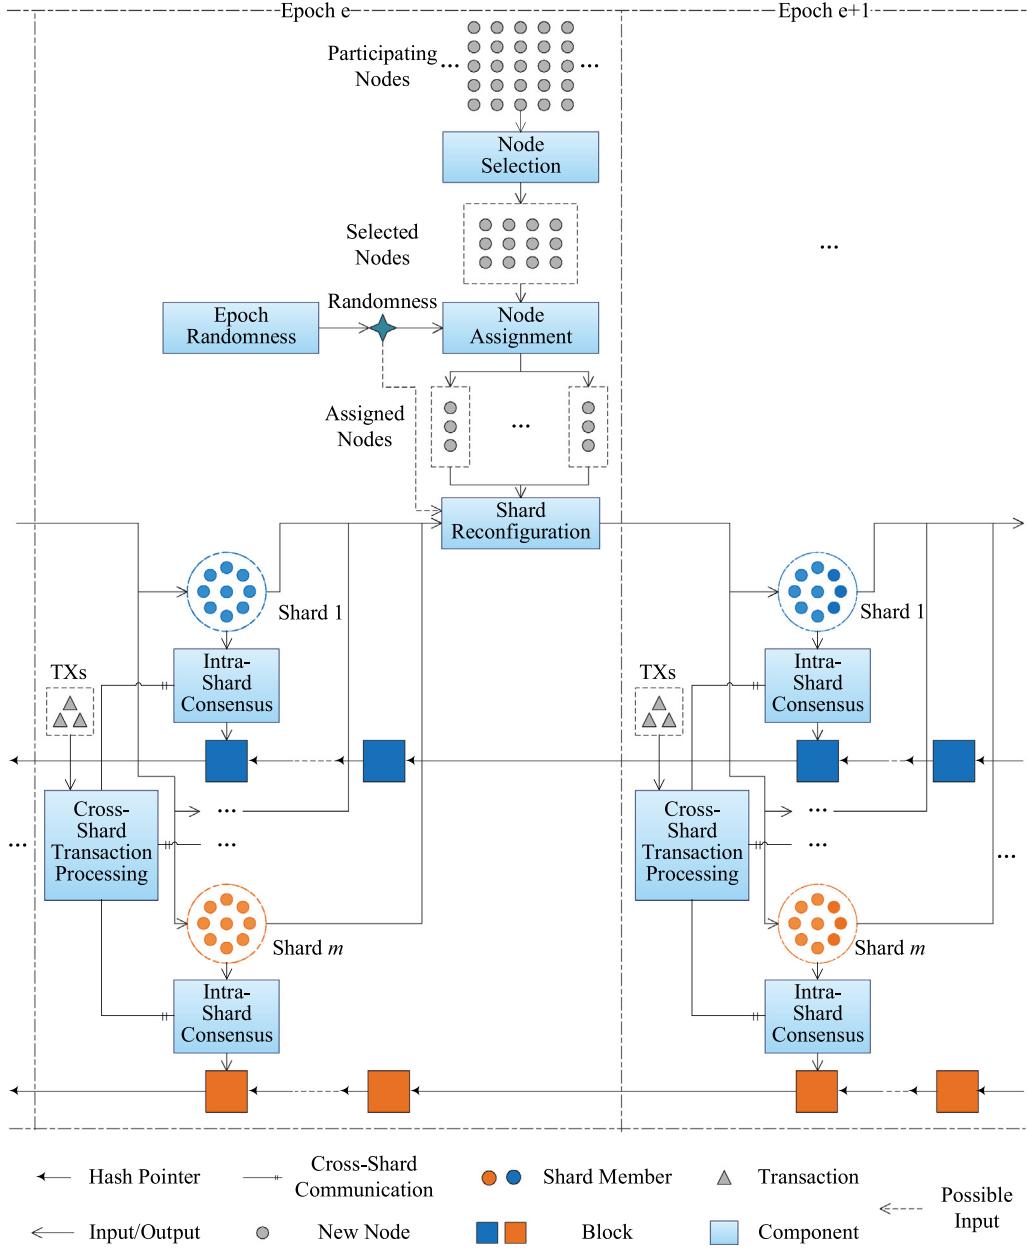 Epoch e
Epoch e+1
Participating
Nodes
...
...
Node
Selection
Selected
Nodes
...
Randomness
Epoch
Randomness
Node
Assignment
Assigned
Nodes
...
Shard
Reconfiguration
Shard 1
Shard 1
TXs
Intra-
Shard
Consensus
TXs
Intra-
Shard
Consensus
...
Cross-
Shard
Transaction
Processing
...
...
Cross-
Shard
Transaction
Processing
...
...
...
Shard m
Shard m
Intra-
Shard
Consensus
Intra-
Shard
Consensus
Hash Pointer
Cross-Shard
Communication
Shard Member
Transaction
Possible
Input
Input/Output
New Node
Block
Component